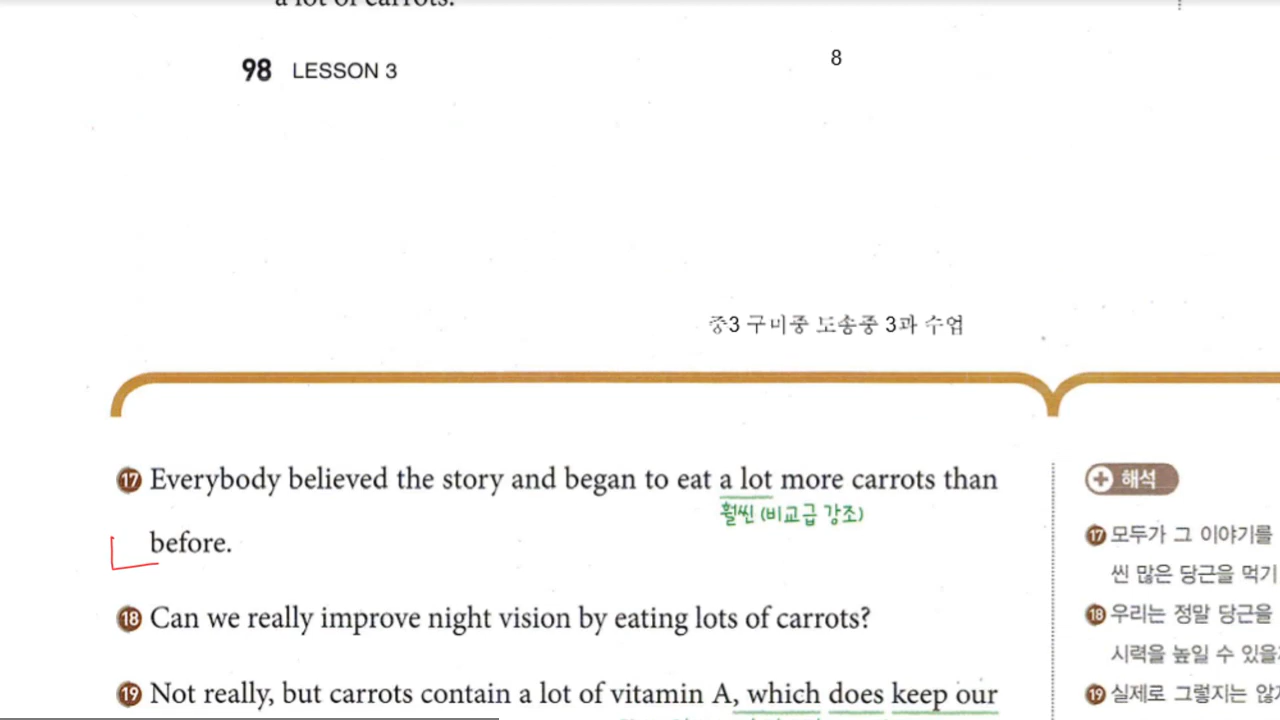 a lot of carrots.
98 LESSON 3
8
중3 구미중 도송중 3과 수업
17 Everybody believed the story and began to eat a lot more carrots than
훨씬 (비교급 강조)
before.
18 Can we really improve night vision by eating lots of carrots?
19 Not really, but carrots contain a lot of vitamin A, which does keep our
해석
17 모두가 그 이야기를
씬 많은 당근을 먹기
18 우리는 정말 당근을
시력을 높일 수 있을
19 실제로 그렇지는 않